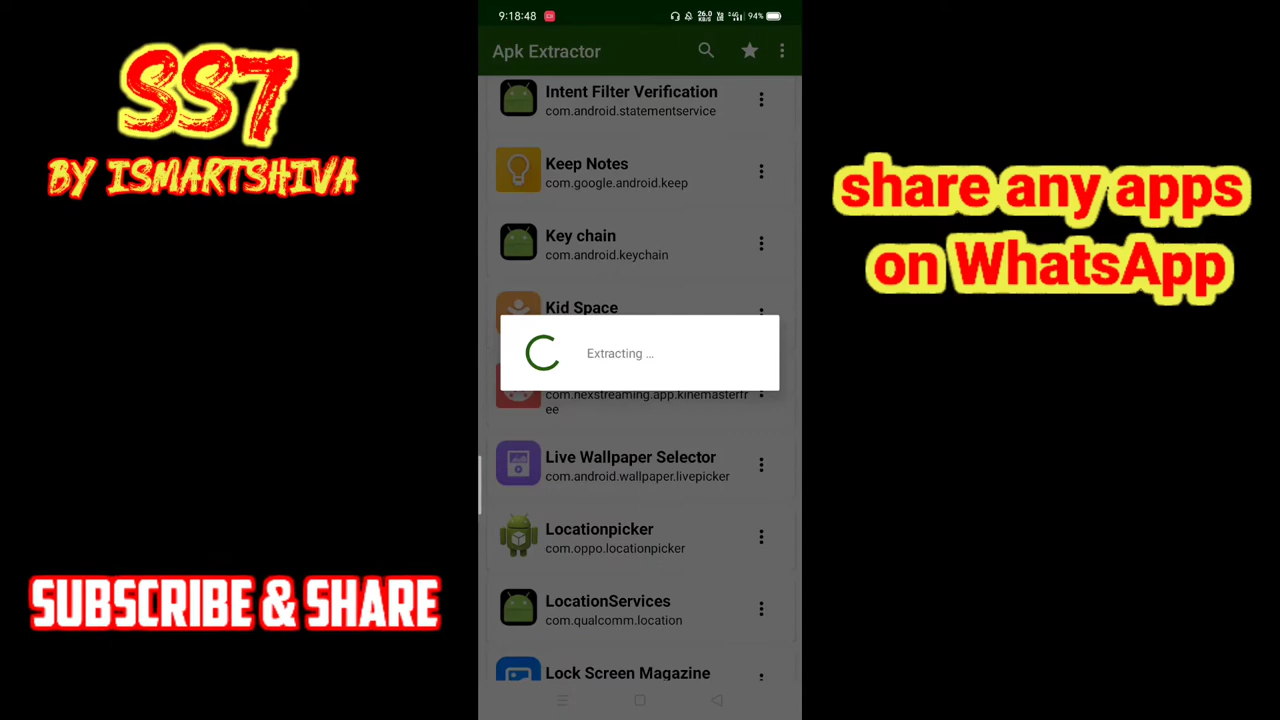 SS7
BY ISMARTSHIVA
SUBSCRIBE & SHARE
9:18:48
26.0
KB/S
94%
Apk Extractor
Intent Filter Verification
com.android.statementservice
Keep Notes
com.google.android.keep
Key chain
com.android.keychain
Kid Space
Extracting ...
com.nexstreaming.app.kinemasterfr
ee
Live Wallpaper Selector
com.android.wallpaper.livepicker
Locationpicker
com.oppo.locationpicker
LocationServices
com.qualcomm.location
Lock Screen Magazine
share any apps
on WhatsApp